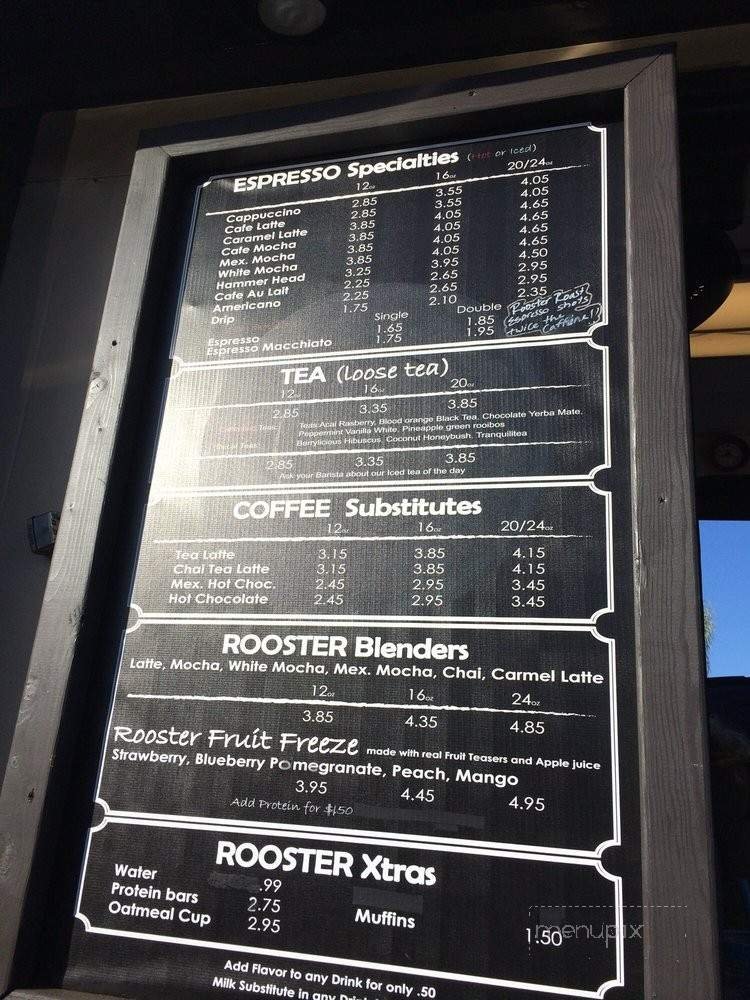 ESPRESSO Specialties (Hot or Iced)
12oz 16oz 20/24oz
Cappuccino 2.85 3.55 4.05
Cafe Latte 2.85 3.55 4.05
Caramel Latte 3.85 4.05 4.65
Cafe Mocha 3.85 4.05 4.65
Mex. Mocha 3.85 4.05 4.65
White Mocha 3.85 4.05 4.65
Hammer Head 3.25 3.95 4.50
Cafe Au Lait 2.25 2.65 2.95
Americano 2.25 2.65 2.95
Drip 1.75 2.10 2.35
Single Double
Espresso 1.65 1.85
Espresso Macchiato 1.75 1.95
Rooster Roast
espresso shots
twice the
Caffeine!
TEA (loose tea)
12oz 16oz 20oz
2.85 3.35 3.85
Teas: Acai Rasberry, Blood orange Black Tea, Chocolate Yerba Mate,
Peppermint Vanilla White, Pineapple green rooibos
Berrylicious Hibuscus, Coconut Honeybush, Tranquilitea
2.85 3.35 3.85
Ask your Barista about our Iced tea of the day
COFFEE Substitutes
12oz 16oz 20/24oz
Tea Latte 3.15 3.85 4.15
Chai Tea Latte 3.15 3.85 4.15
Mex. Hot Choc. 2.45 2.95 3.45
Hot Chocolate 2.45 2.95 3.45
ROOSTER Blenders
Latte, Mocha, White Mocha, Mex. Mocha, Chai, Carmel Latte
12oz 16oz 24oz
3.85 4.35 4.85
Rooster Fruit Freeze made with real Fruit Teasers and Apple juice
Strawberry, Blueberry Pomegranate, Peach, Mango
3.95 4.45 4.95
Add Protein for $1.50
ROOSTER Xtras
Water .99
Protein bars 2.75
Oatmeal Cup 2.95 Muffins 1.50
menupix
Add Flavor to any Drink for only .50
Milk Substitute in any